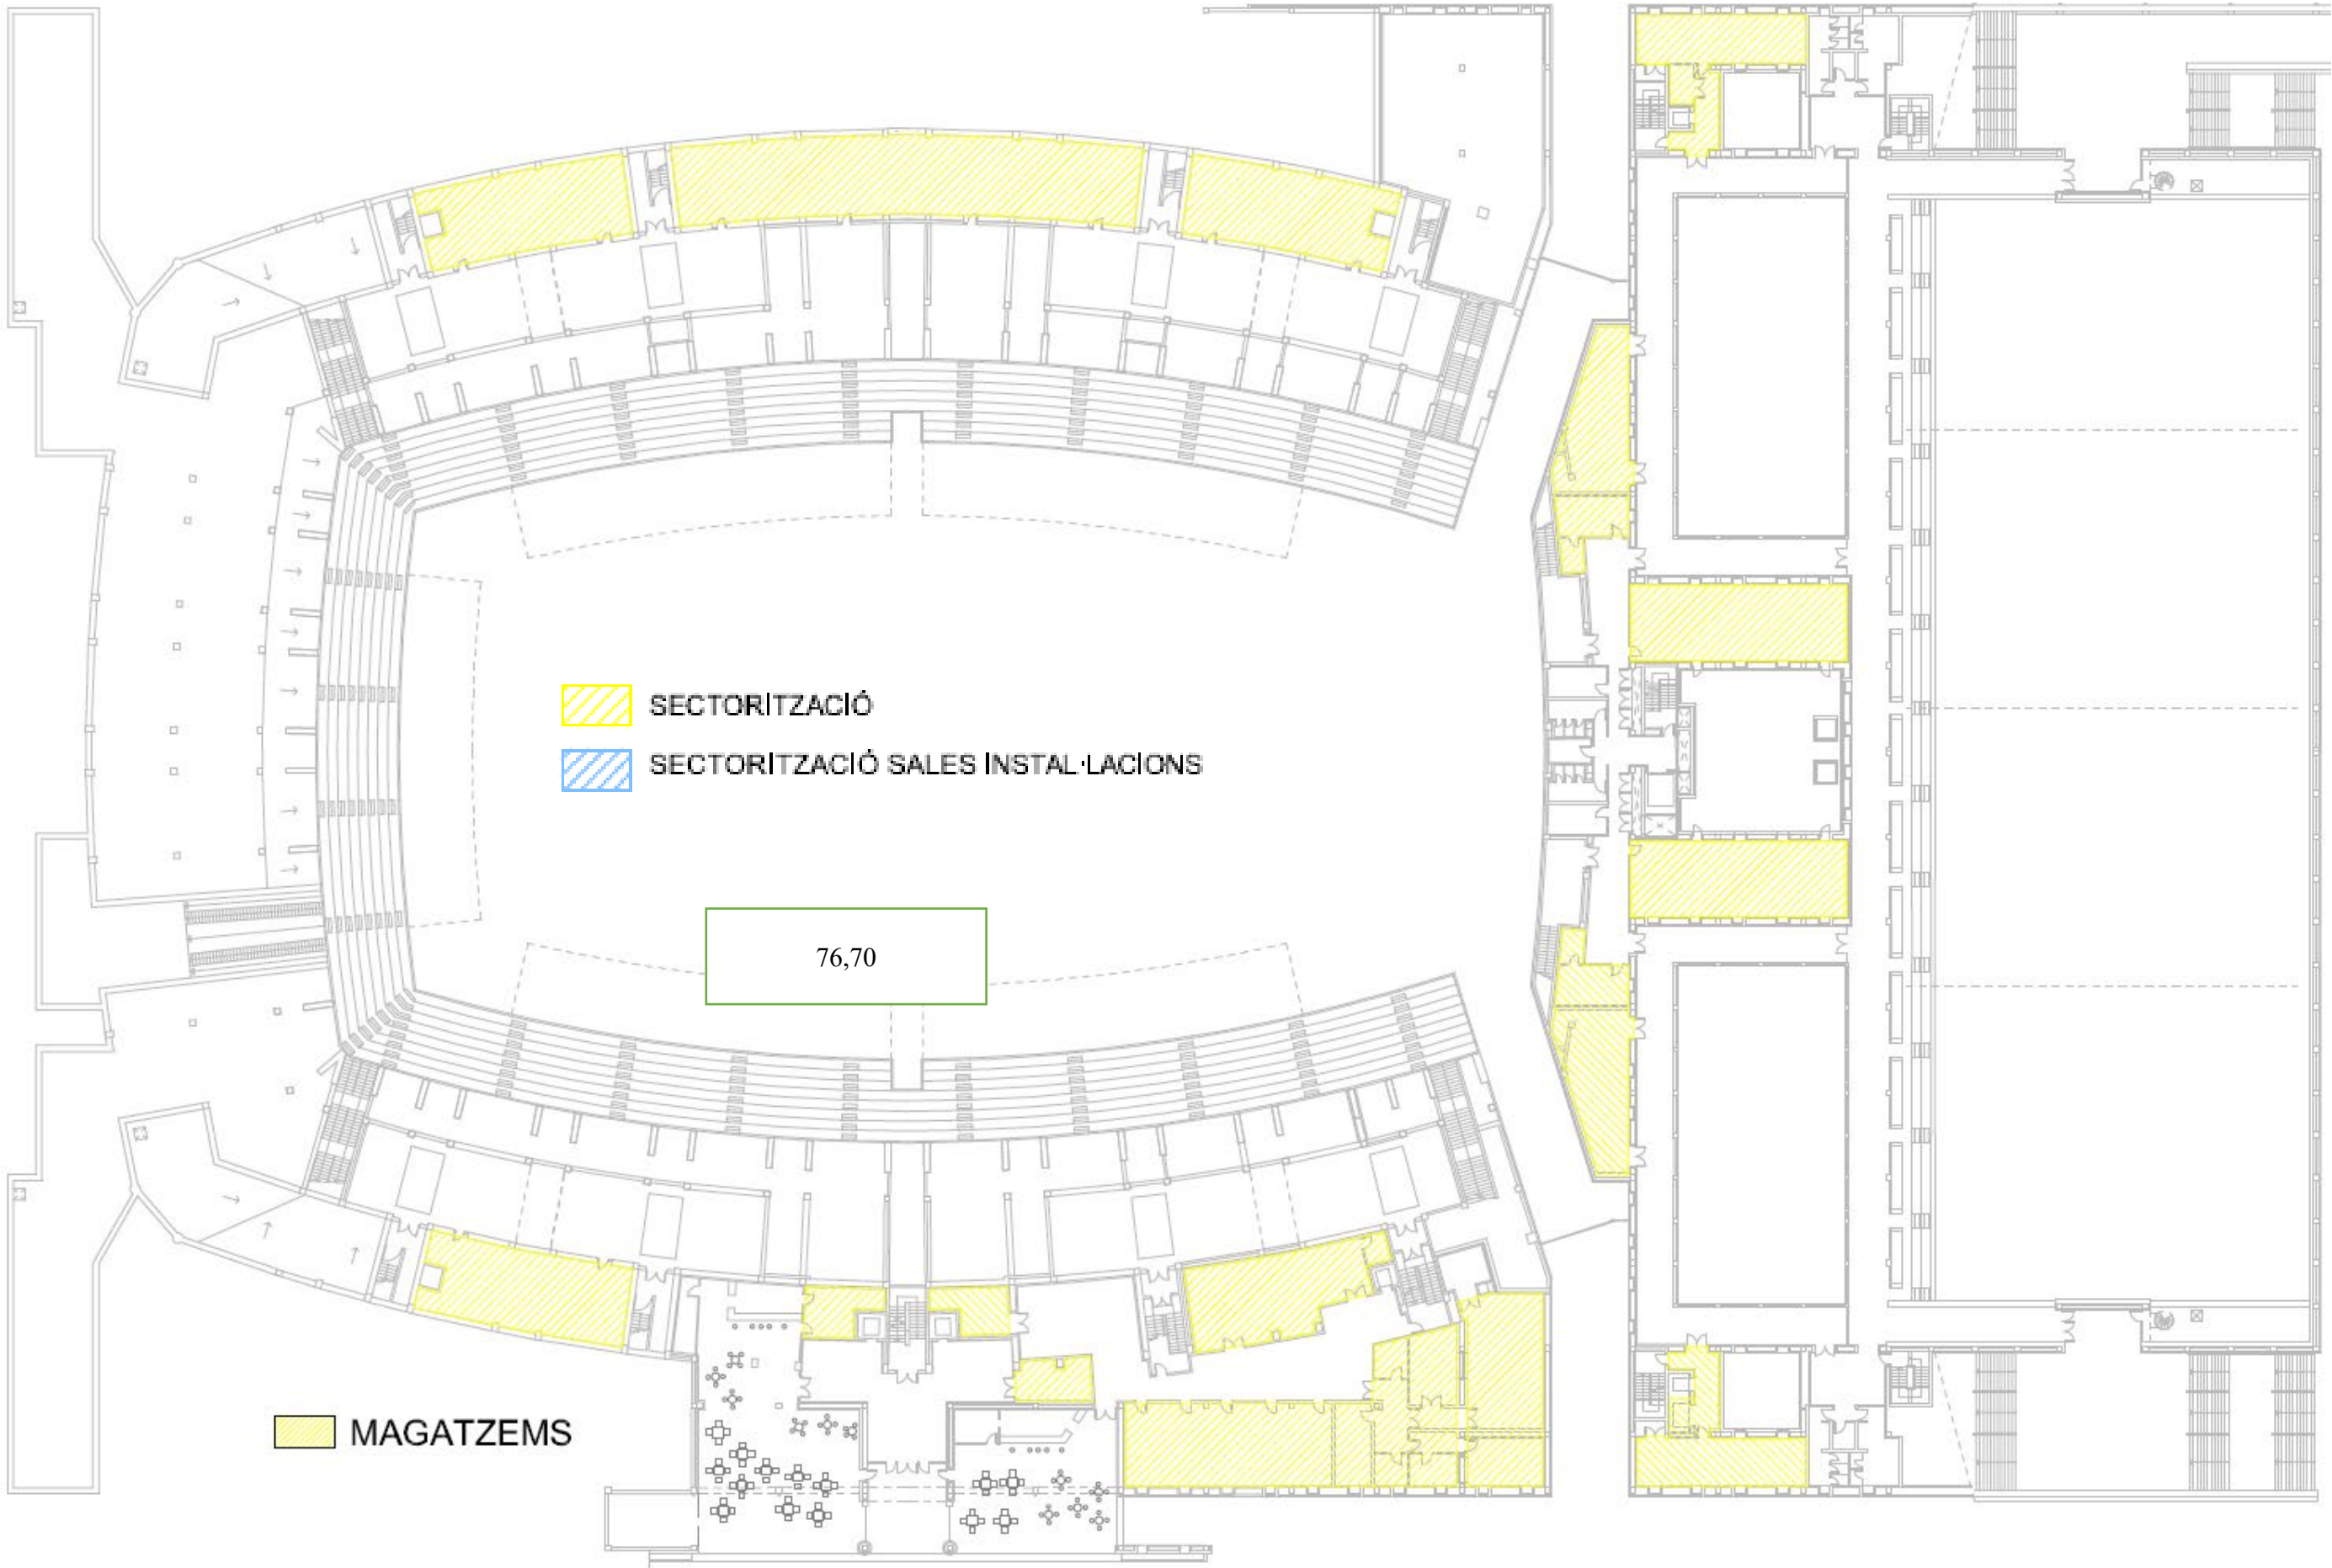 SECTORITZACIÓ
SECTORITZACIÓ SALES INSTAL·LACIONS
76,70
MAGATZEMS